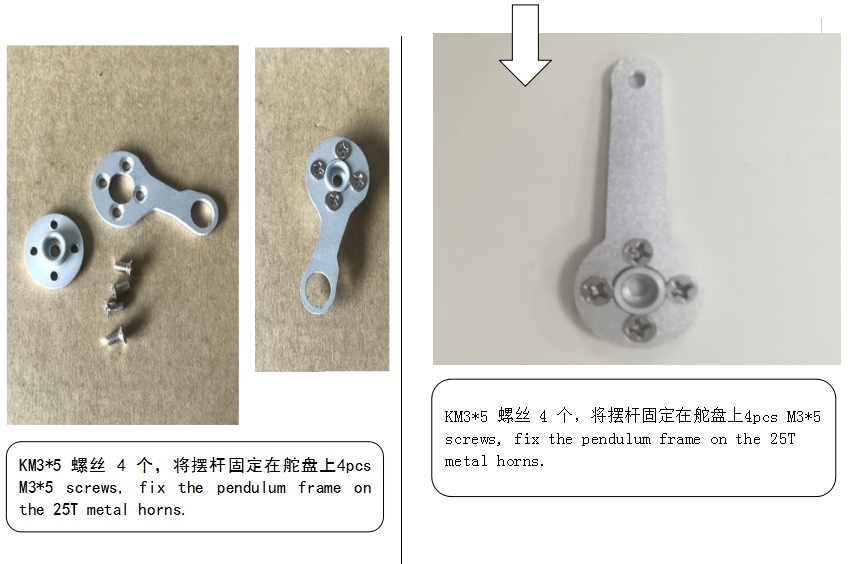 KM3*5 螺丝 4 个，将摆杆固定在舵盘上4pcs
M3*5 screws, fix the pendulum frame on
the 25T metal horns.
KM3*5 螺丝 4 个，将摆杆固定在舵盘上4pcs M3*5
screws, fix the pendulum frame on the 25T
metal horns.